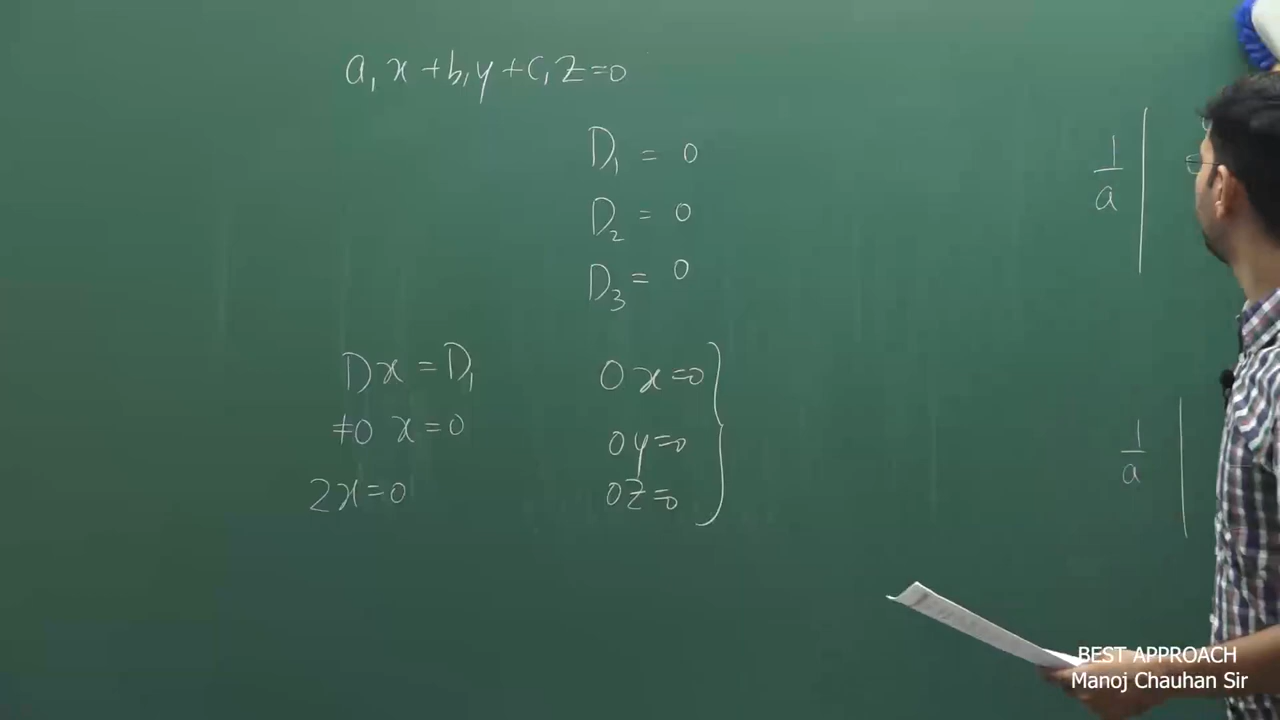 a₁x + b₁y + c₁z = 0
D₁ = 0
D₂ = 0
D₃ = 0
Dx = D₁
≠0 x = 0
2x = 0
0x = 0
0y = 0
0z = 0
1/a
1/a
BEST APPROACH
Manoj Chauhan Sir